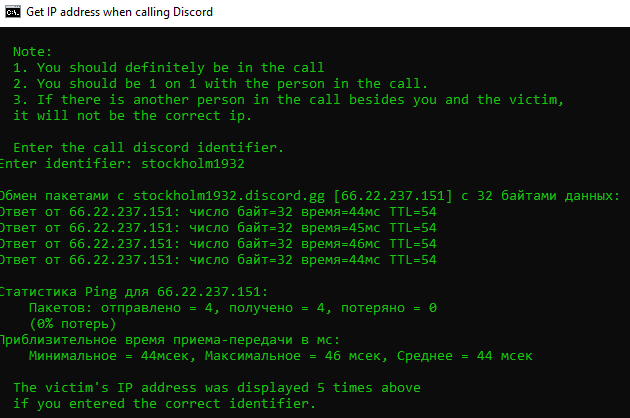 Get IP address when calling Discord
Note:
1. You should definitely be in the call
2. You should be 1 on 1 with the person in the call.
3. If there is another person in the call besides you and the victim,
it will not be the correct ip.
Enter the call discord identifier.
Enter identifier: stockholm1932
Обмен пакетами с stockholm1932.discord.gg [66.22.237.151] с 32 байтами данных:
Ответ от 66.22.237.151: число байт=32 время=44мс TTL=54
Ответ от 66.22.237.151: число байт=32 время=45мс TTL=54
Ответ от 66.22.237.151: число байт=32 время=46мс TTL=54
Ответ от 66.22.237.151: число байт=32 время=44мс TTL=54
Статистика Ping для 66.22.237.151:
Пакетов: отправлено = 4, получено = 4, потеряно = 0
(0% потерь)
Приблизительное время приема-передачи в мс:
Минимальное = 44мсек, Максимальное = 46 мсек, Среднее = 44 мсек
The victim's IP address was displayed 5 times above
if you entered the correct identifier.